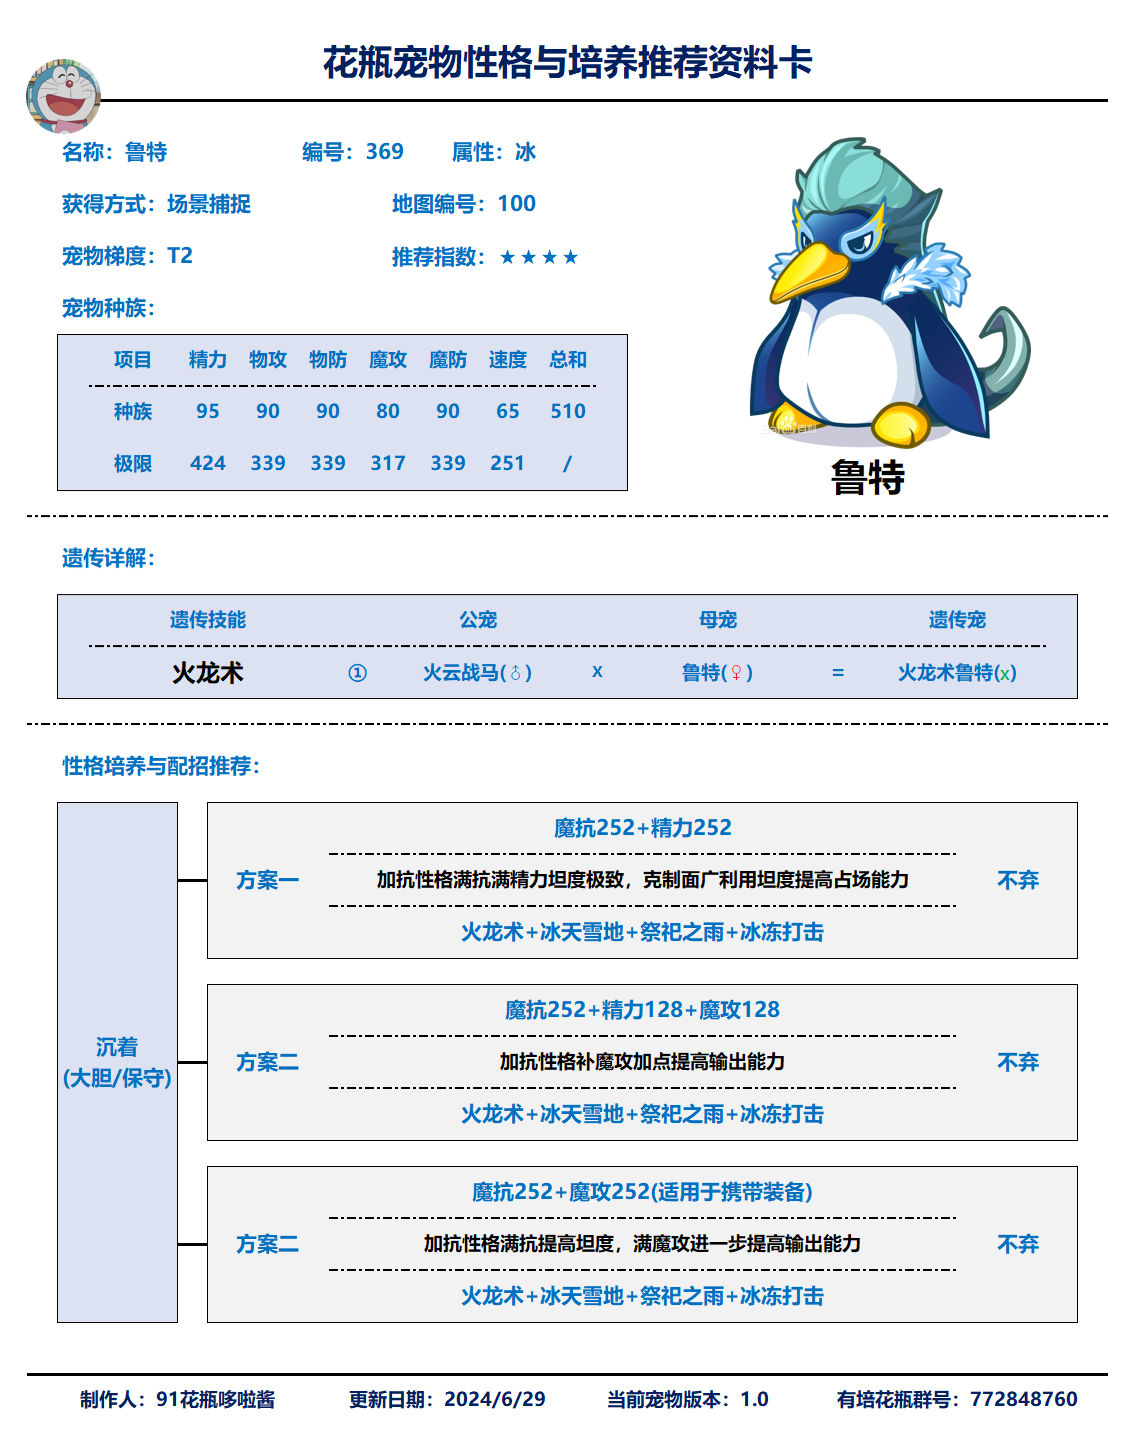 花瓶宠物性格与培养推荐资料卡
名称：鲁特 编号：369 属性：冰
获得方式：场景捕捉 地图编号：100
宠物梯度：T2 推荐指数：★★★★
宠物种族：
项目 精力 物攻 物防 魔攻 魔防 速度 总和
种族 95 90 90 80 90 65 510
极限 424 339 339 317 339 251 /
鲁特
遗传详解：
遗传技能 公宠 母宠 遗传宠
火龙术 ① 火云战马(♂) x 鲁特(♀) = 火龙术鲁特(x)
性格培养与配招推荐：
沉着
(大胆/保守)
魔抗252+精力252
方案一 加抗性格满抗满精力坦度极致，克制面广利用坦度提高占场能力 不弃
火龙术+冰天雪地+祭祀之雨+冰冻打击
魔抗252+精力128+魔攻128
方案二 加抗性格补魔攻加点提高输出能力 不弃
火龙术+冰天雪地+祭祀之雨+冰冻打击
魔抗252+魔攻252(适用于携带装备)
方案二 加抗性格满抗提高坦度，满魔攻进一步提高输出能力 不弃
火龙术+冰天雪地+祭祀之雨+冰冻打击
制作人：91花瓶哆啦酱 更新日期：2024/6/29 当前宠物版本：1.0 有培花瓶群号：772848760